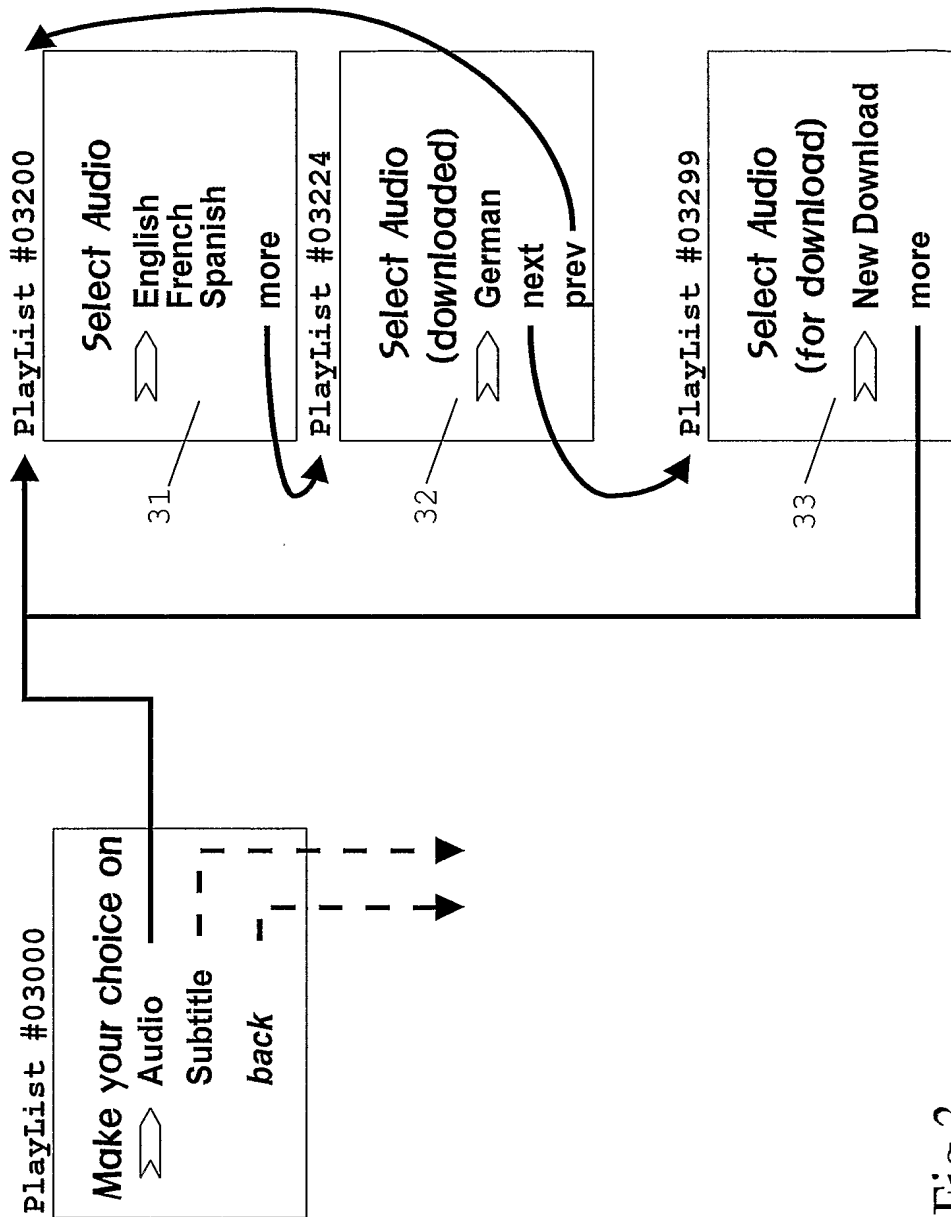 PlayList #03000
Make your choice on
Audio
Subtitle
back
PlayList #03200
Select Audio
English
French
Spanish
more
31
PlayList #03224
Select Audio
(downloaded)
German
next
prev
32
PlayList #03299
Select Audio
(for download)
New Download
more
33
Fig.2